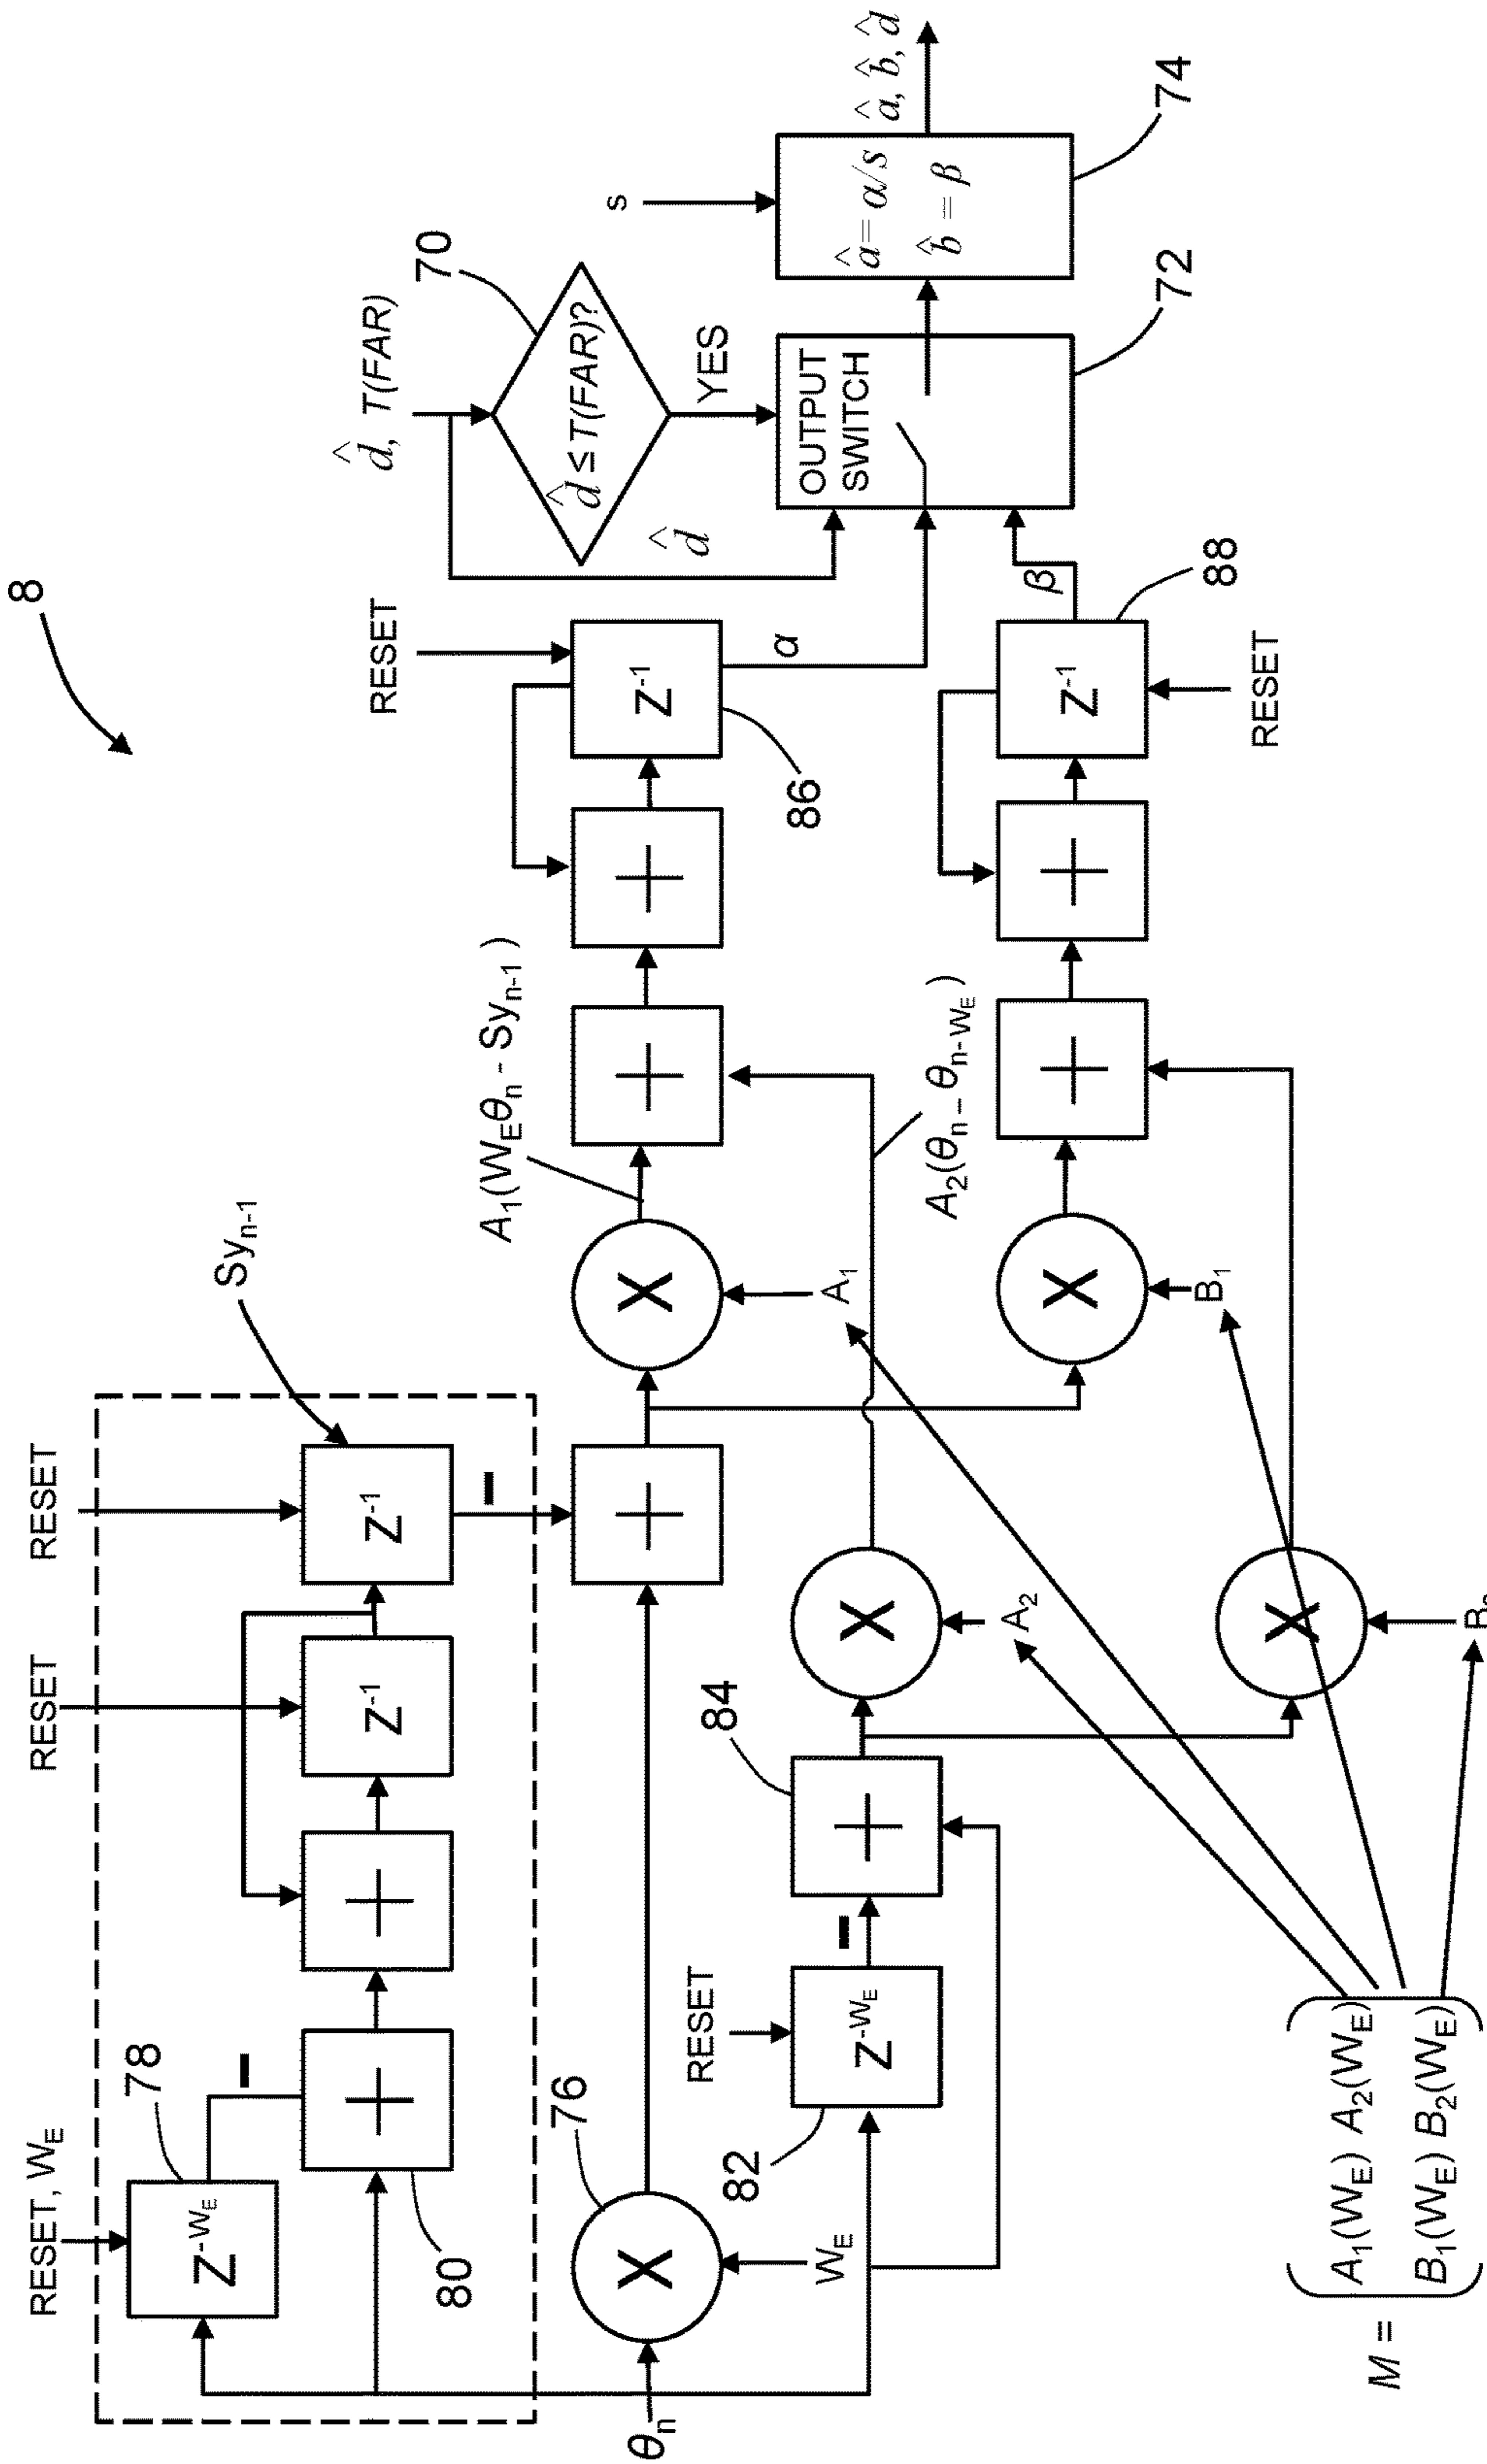 8
RESET, W_E
RESET
RESET
Sy_{n-1}
78
Z^{-W_E}
−
80
+
+
Z^{-1}
Z^{-1}
−
θ_n
76
X
W_E
+
X
A_1
A_1(W_Eθ_n - Sy_{n-1})
+
+
Z^{-1}
86
RESET
α
82
RESET
Z^{-W_E}
−
84
+
X
A_2
A_2(θ_n - θ_{n-W_E})
X
X
B_1
+
+
Z^{-1}
88
RESET
β
d̂, T(FAR)
70
d̂ ≤ T(FAR)?
YES
d̂
OUTPUT
SWITCH
72
s
â = α/s
b̂ = β
74
â, b̂, d̂
M =
A_1(W_E) A_2(W_E)
B_1(W_E) B_2(W_E)